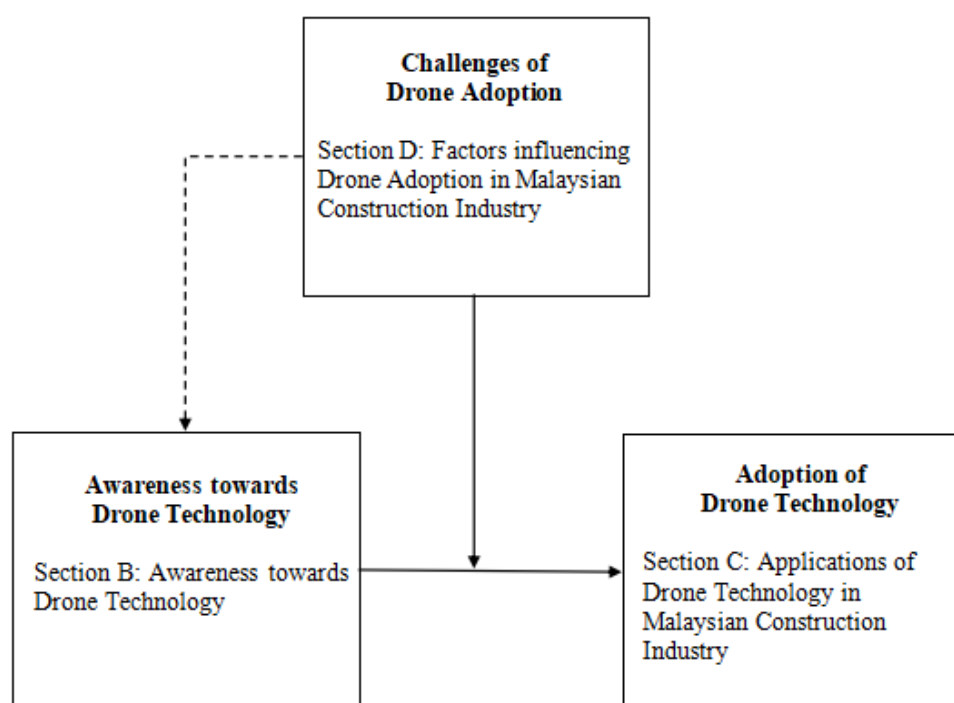 Challenges of
Drone Adoption
Section D: Factors influencing
Drone Adoption in Malaysian
Construction Industry
Awareness towards
Drone Technology
Section B: Awareness towards
Drone Technology
Adoption of
Drone Technology
Section C: Applications of
Drone Technology in
Malaysian Construction
Industry